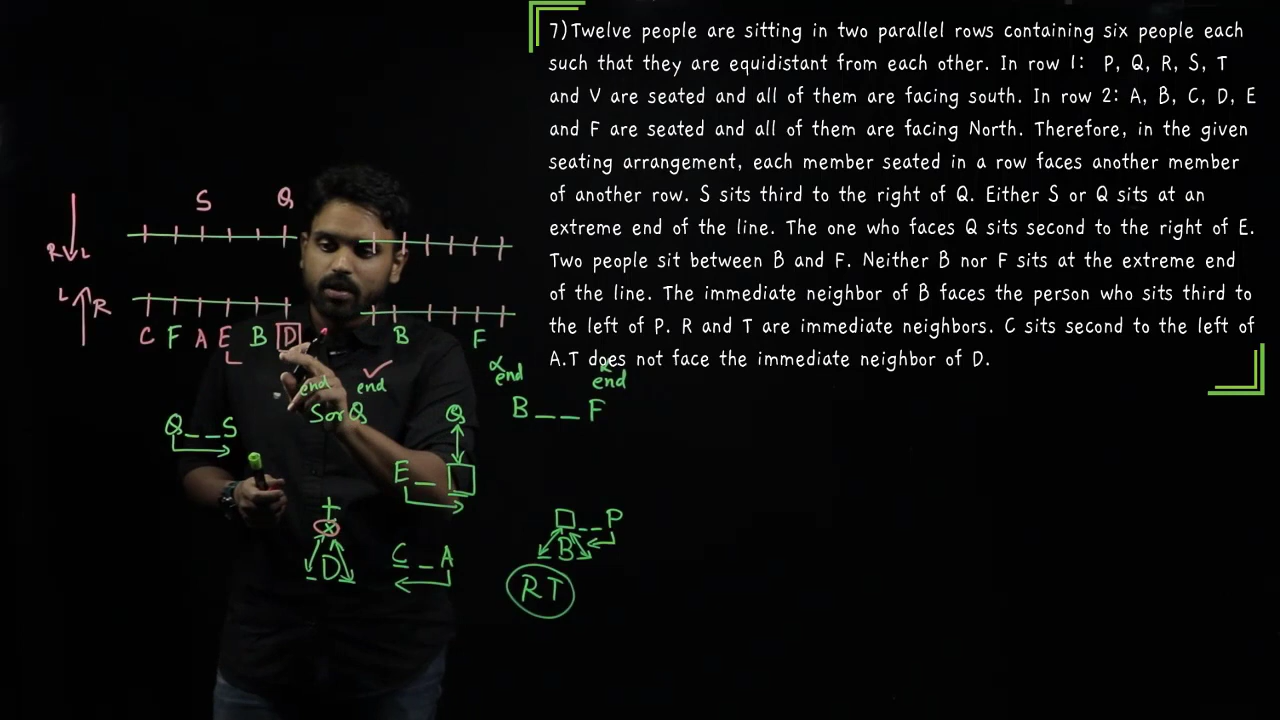 7)Twelve people are sitting in two parallel rows containing six people each
such that they are equidistant from each other. In row 1: P, Q, R, S, T
and V are seated and all of them are facing south. In row 2: A, B, C, D, E
and F are seated and all of them are facing North. Therefore, in the given
seating arrangement, each member seated in a row faces another member
of another row. S sits third to the right of Q. Either S or Q sits at an
extreme end of the line. The one who faces Q sits second to the right of E.
Two people sit between B and F. Neither B nor F sits at the extreme end
of the line. The immediate neighbor of B faces the person who sits third to
the left of P. R and T are immediate neighbors. C sits second to the left of
A.T does not face the immediate neighbor of D.
S Q
R L
L R
C F A E B D
B F
end end
S or Q
end end
B _ _ F
Q _ _ S
Q
E _
T
x
D
C _ A
_ _ P
B
R T